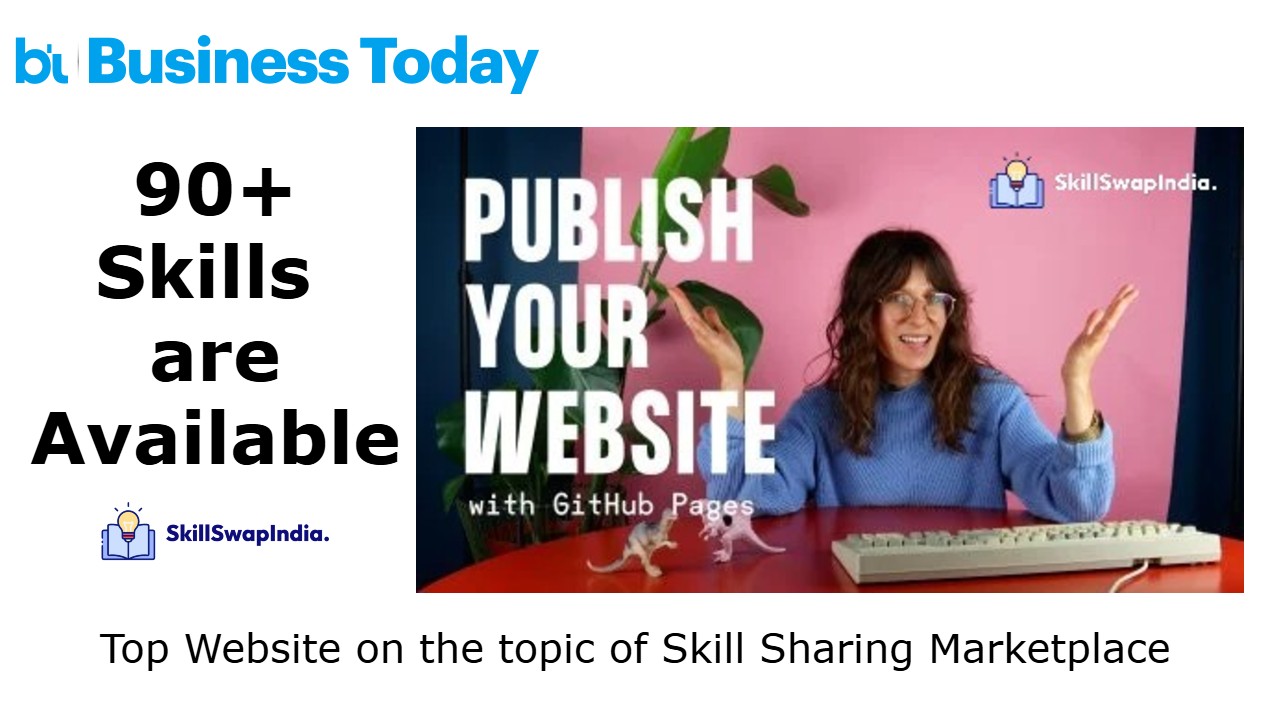 Business Today
90+
Skills
are
Available
SkillSwapIndia.
PUBLISH
YOUR
WEBSITE
with GitHub Pages
SkillSwapIndia.
Top Website on the topic of Skill Sharing Marketplace